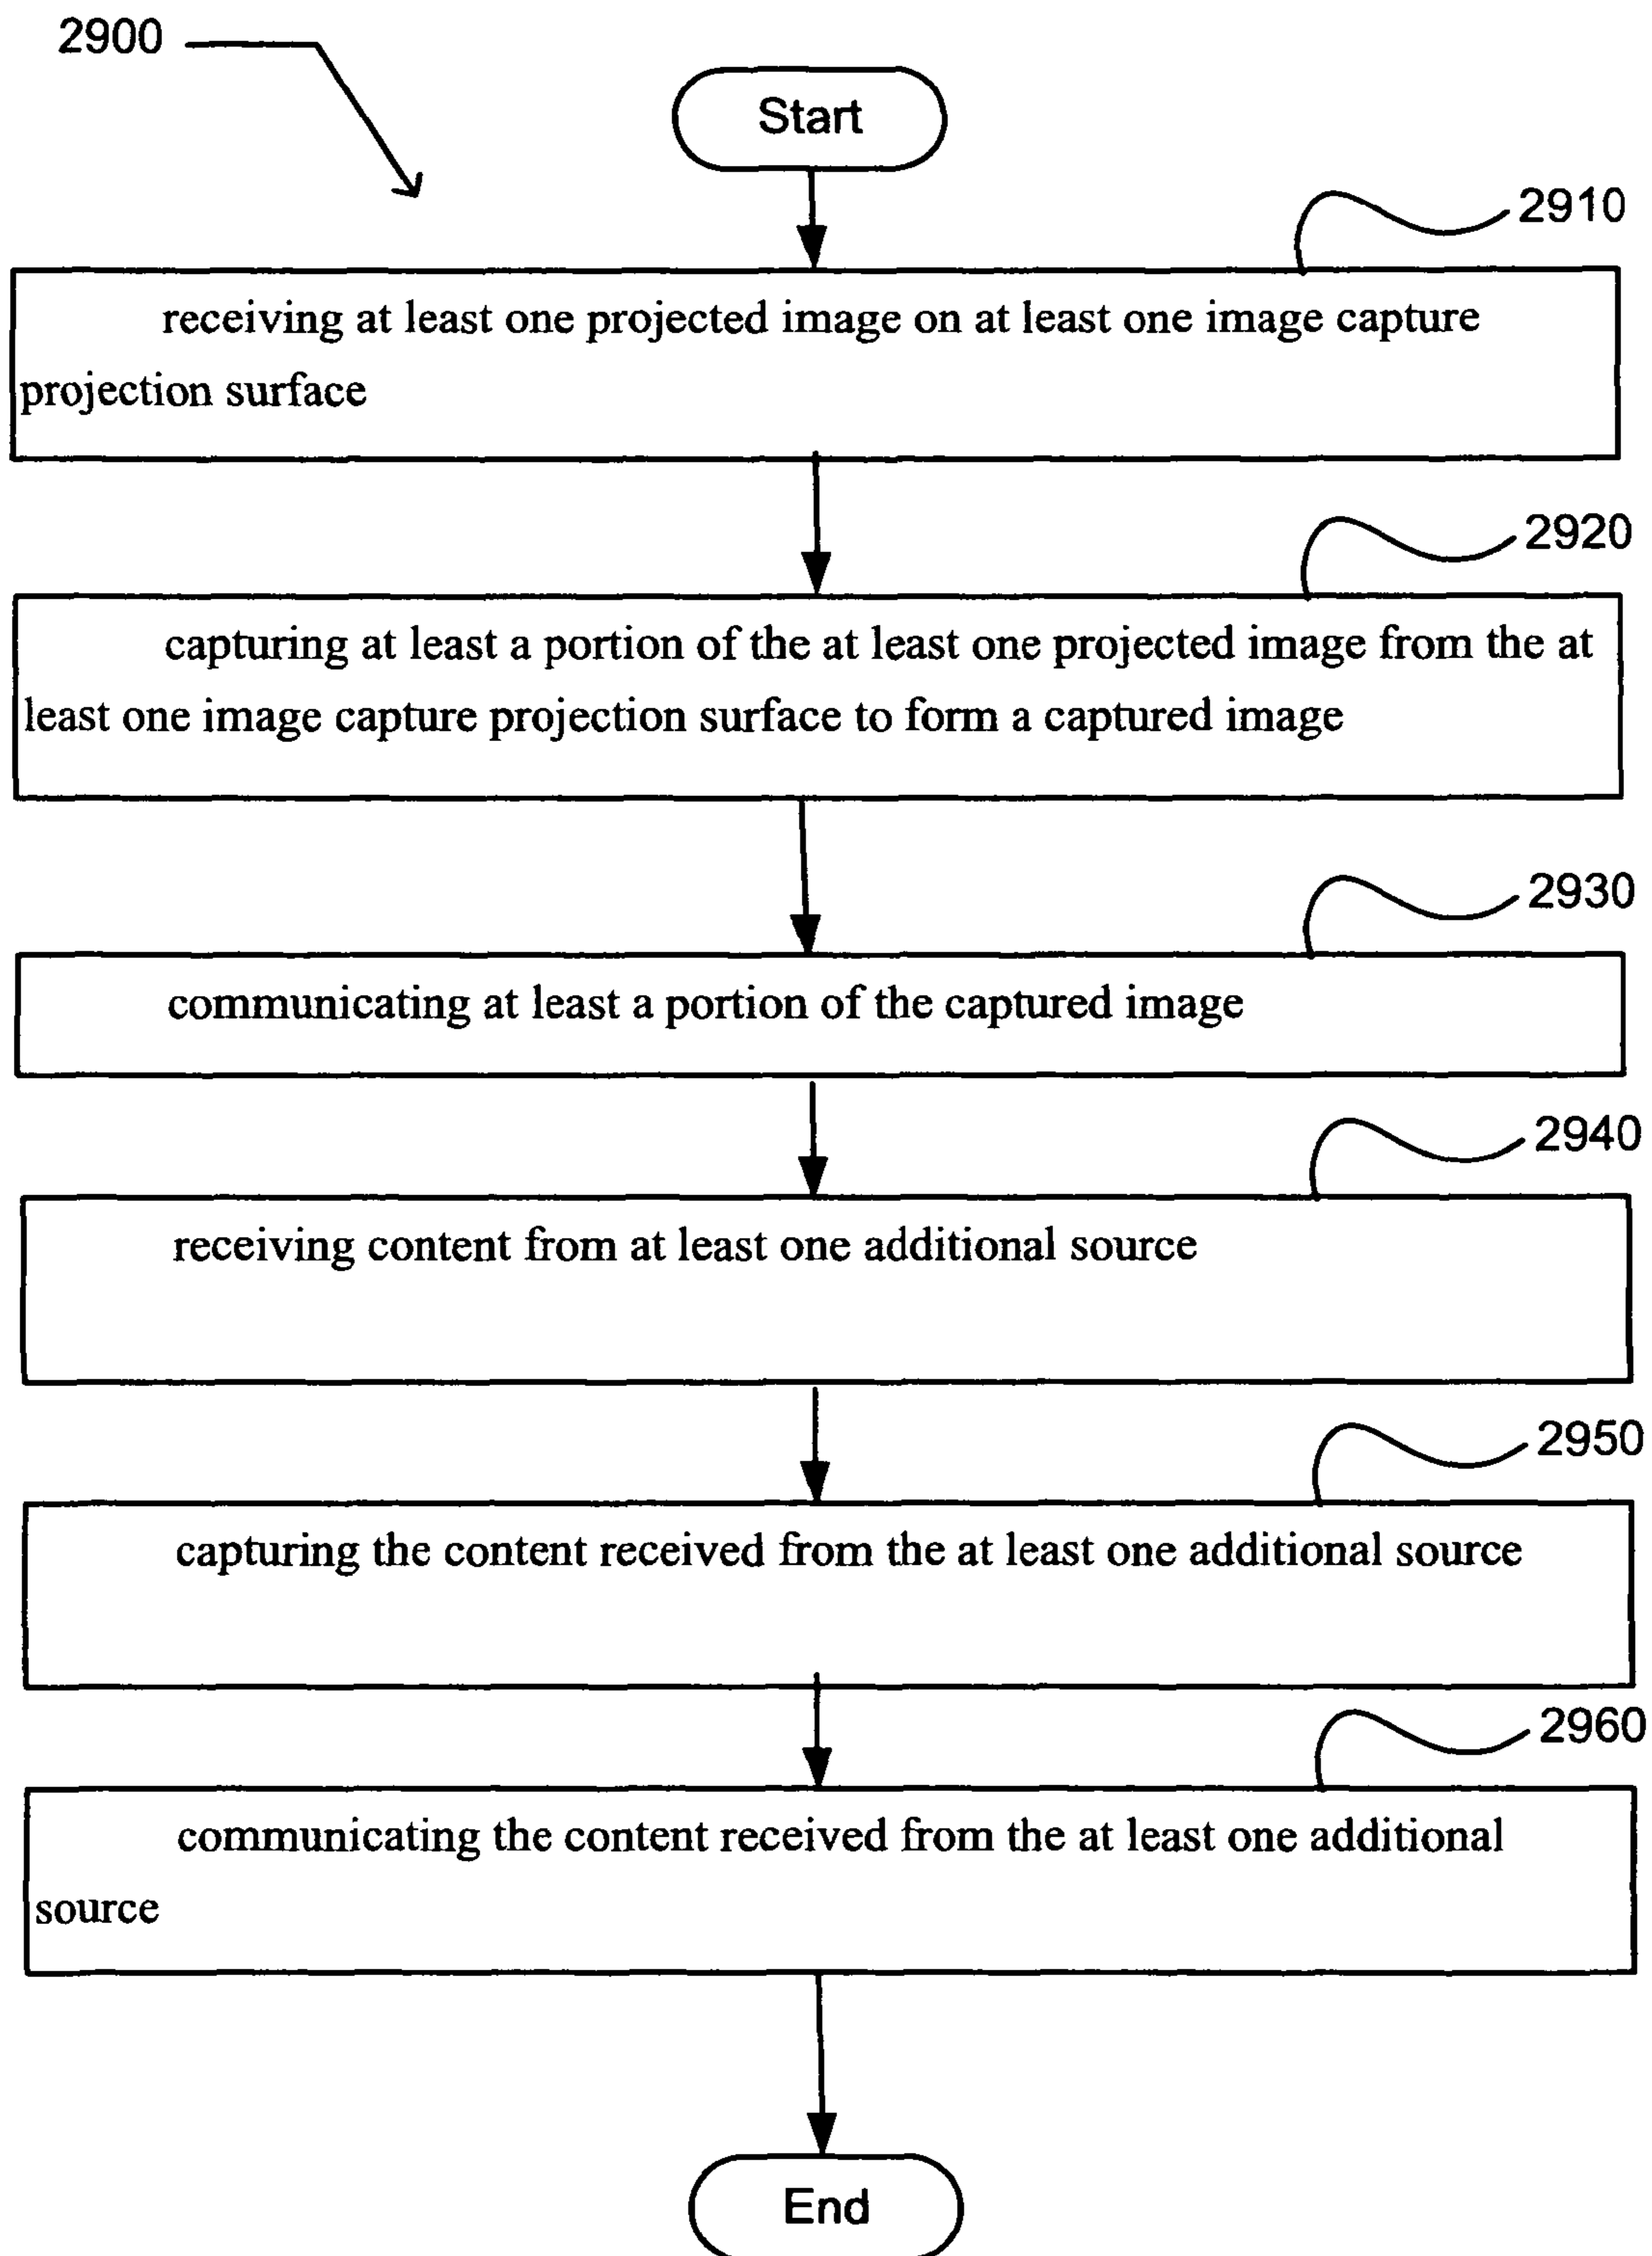 2900
Start
2910
receiving at least one projected image on at least one image capture
projection surface
2920
capturing at least a portion of the at least one projected image from the at
least one image capture projection surface to form a captured image
2930
communicating at least a portion of the captured image
2940
receiving content from at least one additional source
2950
capturing the content received from the at least one additional source
2960
communicating the content received from the at least one additional
source
End